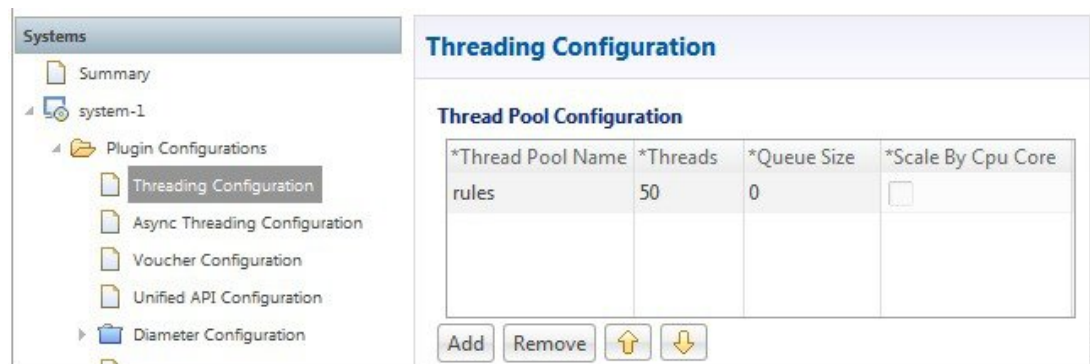 Systems
Summary
system-1
Plugin Configurations
Threading Configuration
Async Threading Configuration
Voucher Configuration
Unified API Configuration
Diameter Configuration
Threading Configuration
Thread Pool Configuration
*Thread Pool Name *Threads *Queue Size *Scale By Cpu Core
rules 50 0
Add Remove